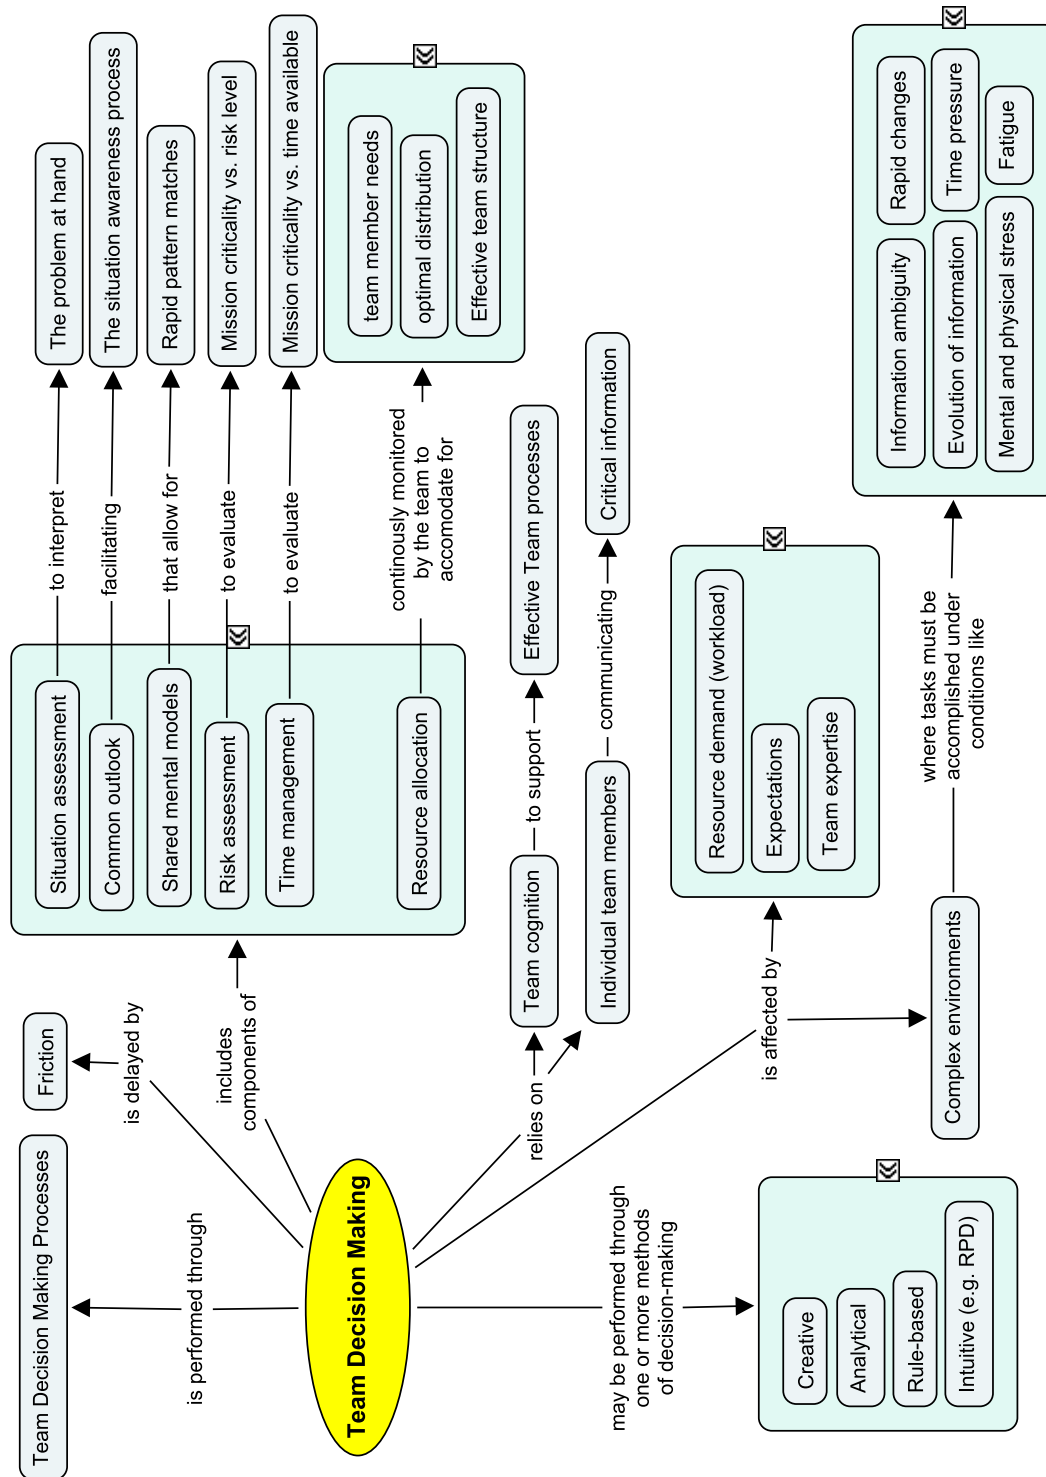 Team Decision Making Processes
is performed through
Friction
is delayed by
Team Decision Making
includes
components of
Situation assessment
to interpret
The problem at hand
Common outlook
facilitating
The situation awareness process
Shared mental models
that allow for
Rapid pattern matches
Risk assessment
to evaluate
Mission criticality vs. risk level
Time management
to evaluate
Mission criticality vs. time available
Resource allocation
continously monitored
by the team to
accomodate for
team member needs
optimal distribution
Effective team structure
relies on
Team cognition
to support
Effective Team processes
Individual team members
communicating
Critical information
is affected by
Resource demand (workload)
Expectations
Team expertise
Complex environments
where tasks must be
accomplished under
conditions like
Information ambiguity
Rapid changes
Evolution of information
Time pressure
Mental and physical stress
Fatigue
may be performed through
one or more methods
of decision-making
Creative
Analytical
Rule-based
Intuitive (e.g. RPD)